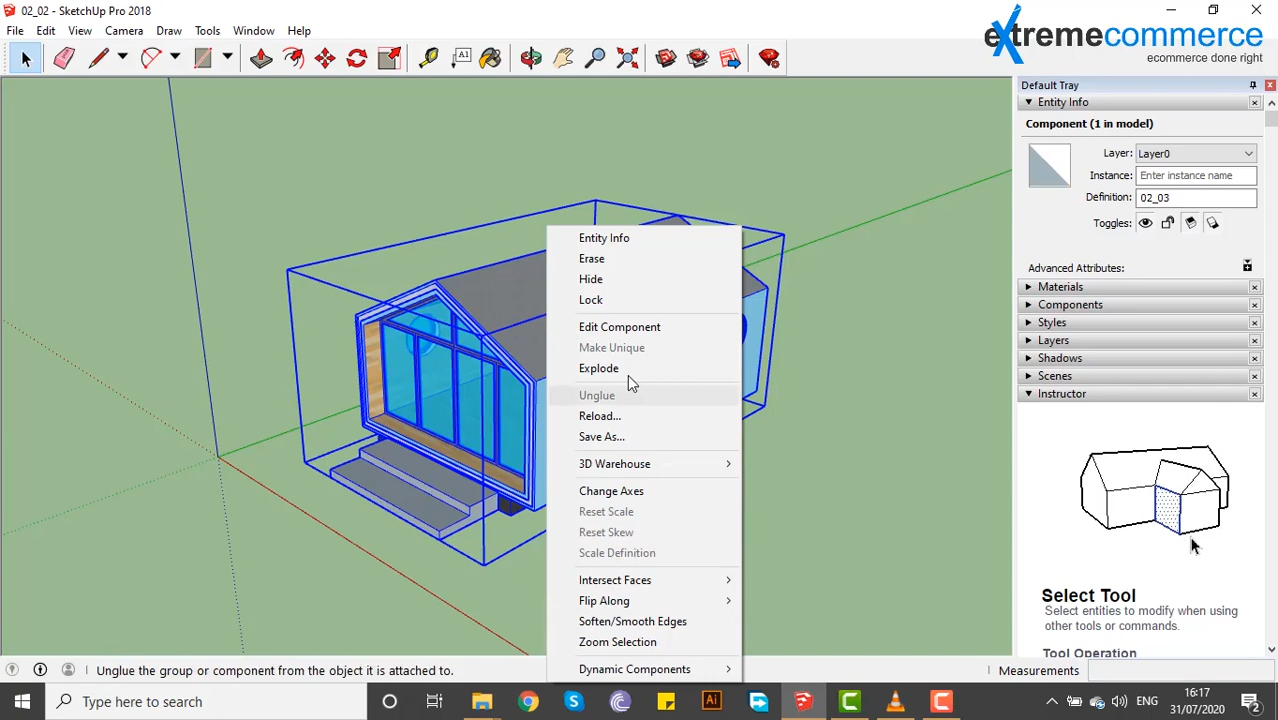 02_02 - SketchUp Pro 2018
File Edit View Camera Draw Tools Window Help
extremecommerce
ecommerce done right
A1
Default Tray
Entity Info
Component (1 in model)
Layer: Layer0
Instance: Enter instance name
Definition: 02_03
Toggles:
Advanced Attributes:
Materials
Components
Styles
Layers
Shadows
Scenes
Instructor
Select Tool
Select entities to modify when using
other tools or commands.
Tool Operation
Entity Info
Erase
Hide
Lock
Edit Component
Make Unique
Explode
Unglue
Reload...
Save As...
3D Warehouse
Change Axes
Reset Scale
Reset Skew
Scale Definition
Intersect Faces
Flip Along
Soften/Smooth Edges
Zoom Selection
Dynamic Components
Unglue the group or component from the object it is attached to.
Measurements
Type here to search
Ai
ENG
16:17
31/07/2020
2